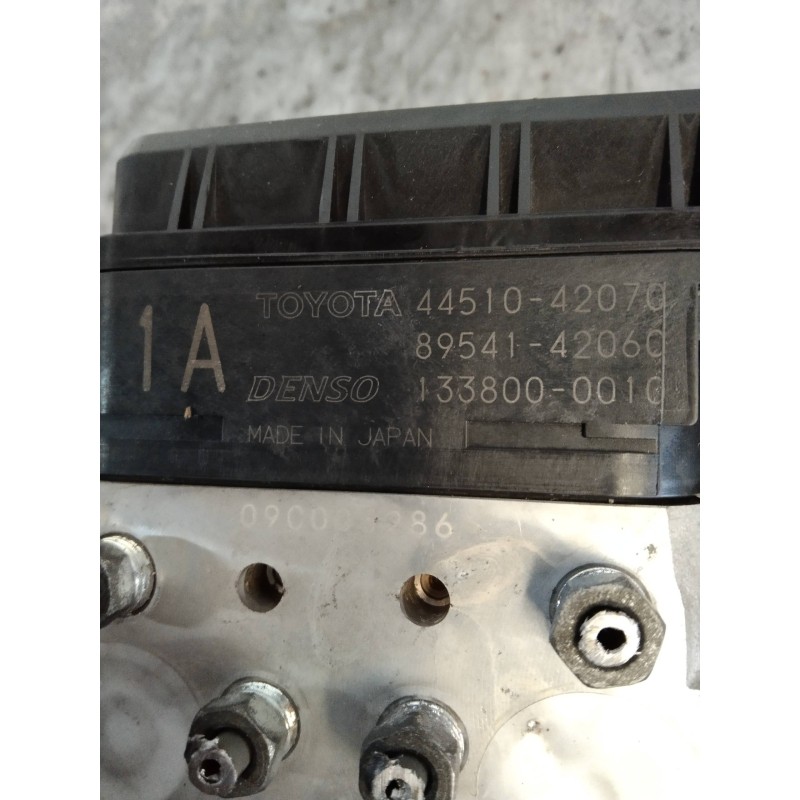 1A
TOYOTA 44510-42070
89541-42060
DENSO 133800-0010
MADE IN JAPAN